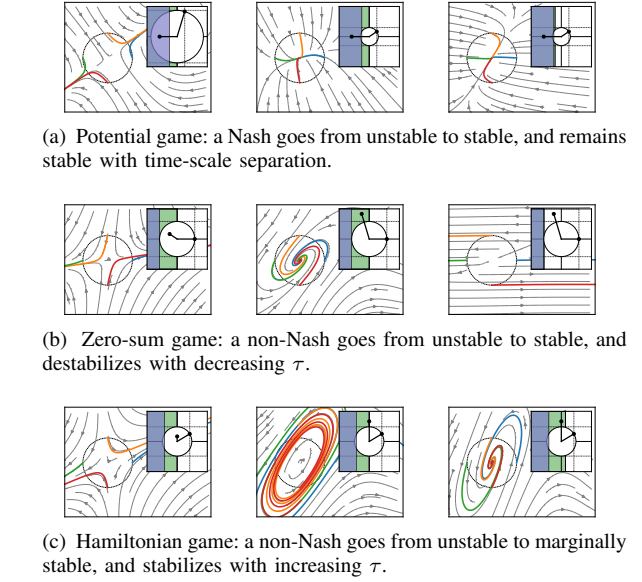 (a) Potential game: a Nash goes from unstable to stable, and remains
stable with time-scale separation.
(b) Zero-sum game: a non-Nash goes from unstable to stable, and
destabilizes with decreasing τ.
(c) Hamiltonian game: a non-Nash goes from unstable to marginally
stable, and stabilizes with increasing τ.